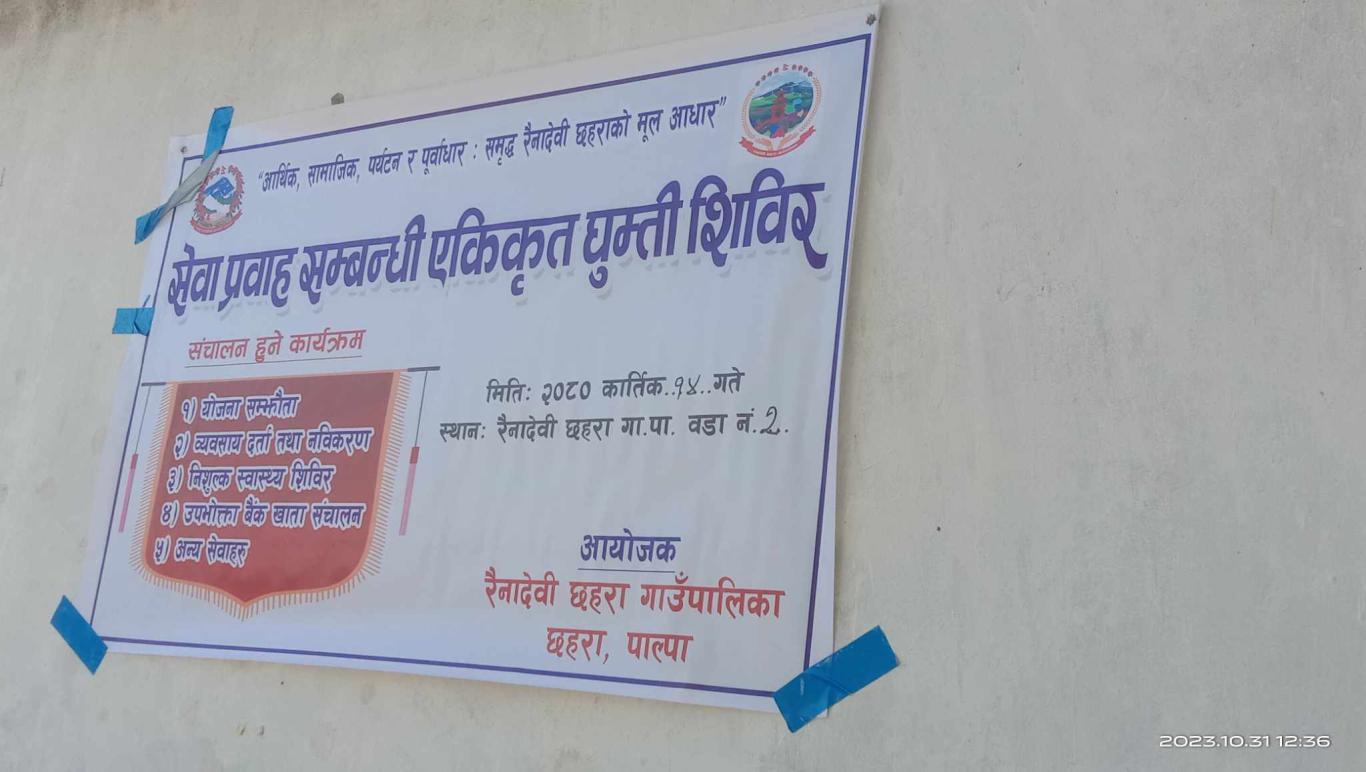 "आर्थिक, सामाजिक, पर्यटन र पूर्वाधार : समृद्ध रैनादेवी छहराको मूल आधार"
सेवा प्रवाह सम्बन्धी एकिकृत घुम्ती शिविर
संचालन हुने कार्यक्रम
१) योजना सम्झौता
२) व्यवसाय दर्ता तथा नविकरण
३) निशुल्क स्वास्थ्य शिविर
४) उपभोक्ता बैंक खाता संचालन
५) अन्य सेवाहरु
मिति: २०८० कार्तिक..१४..गते
स्थान: रैनादेवी छहरा गा.पा. वडा नं.2.
आयोजक
रैनादेवी छहरा गाउँपालिका
छहरा, पाल्पा
2023.10.31 12:36